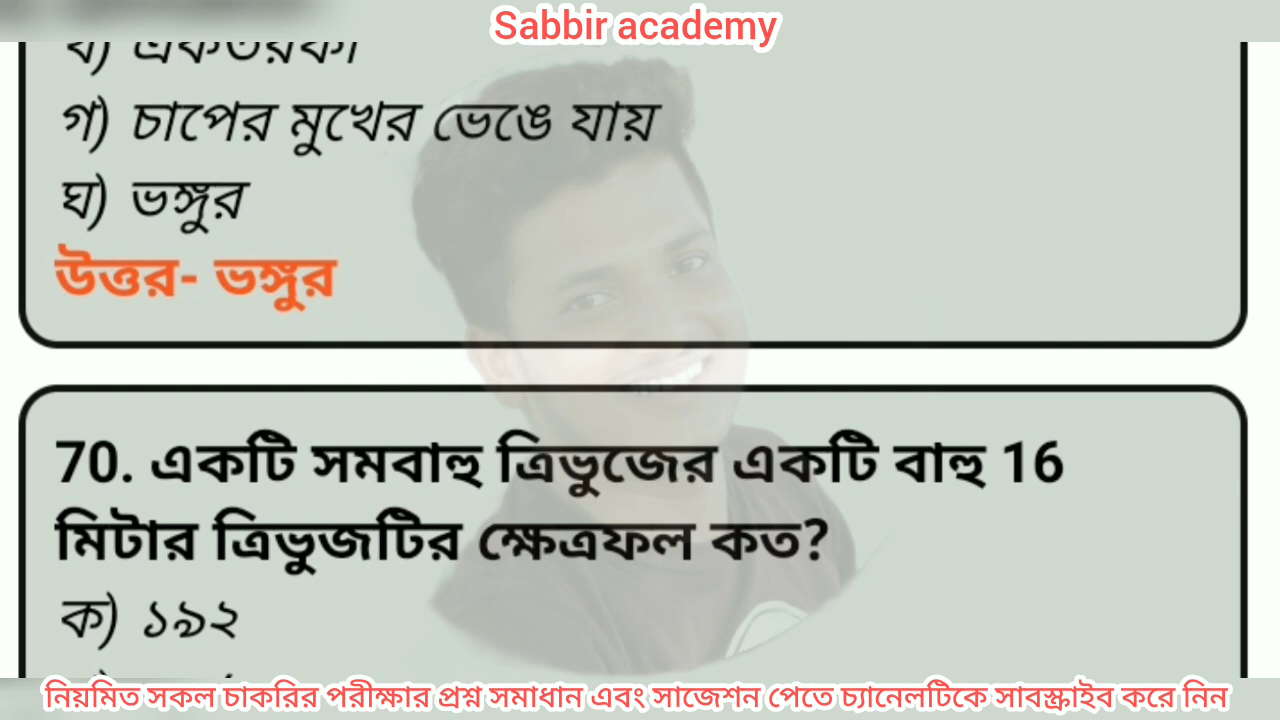 Sabbir academy
গ) চাপের মুখের ভেঙে যায়
ঘ) ভঙ্গুর
উত্তর- ভঙ্গুর
70. একটি সমবাহু ত্রিভুজের একটি বাহু 16
মিটার ত্রিভুজটির ক্ষেত্রফল কত?
ক) ১৯২
নিয়মিত সকল চাকরির পরীক্ষার প্রশ্ন সমাধান এবং সাজেশন পেতে চ্যানেলটিকে সাবস্ক্রাইব করে নিন